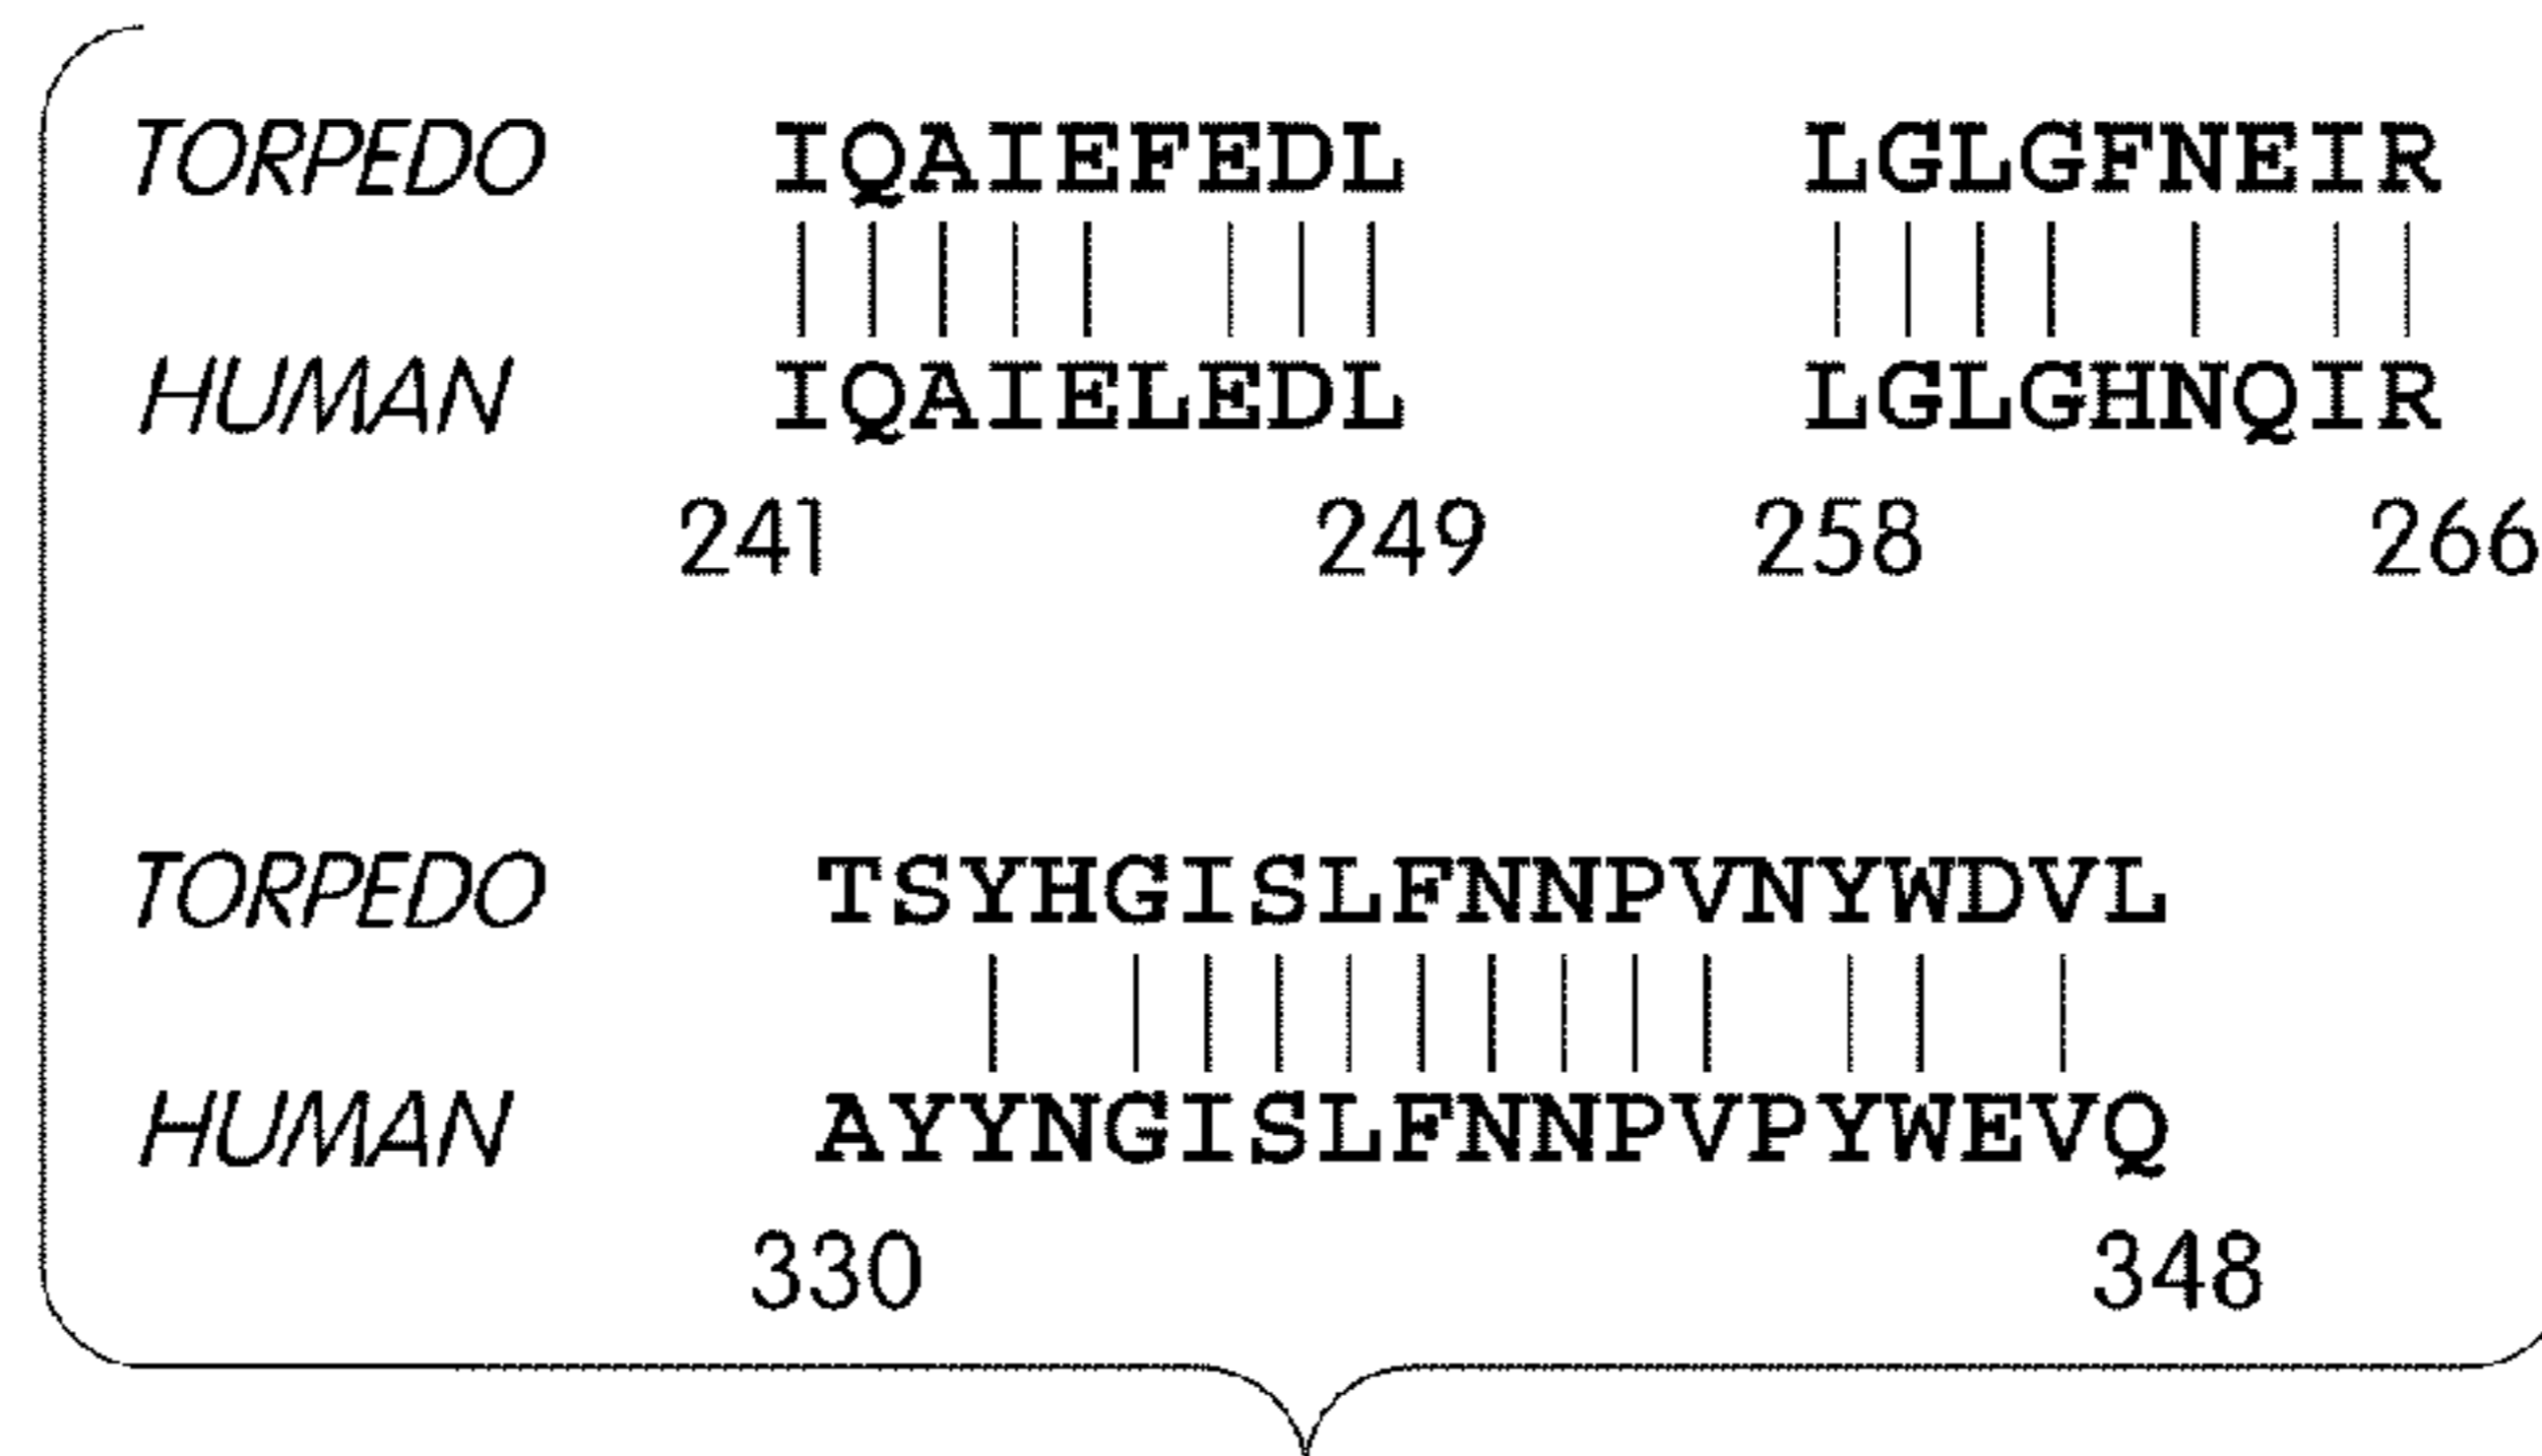 TORPEDO IQAIEFEDL LGLGFNEIR
HUMAN IQAIELEDL LGLGHNQIR
241 249 258 266
TORPEDO TSYHGISLFNNPVNYWDVL
HUMAN AYYNGISLFNNPVPYWEVQ
330 348